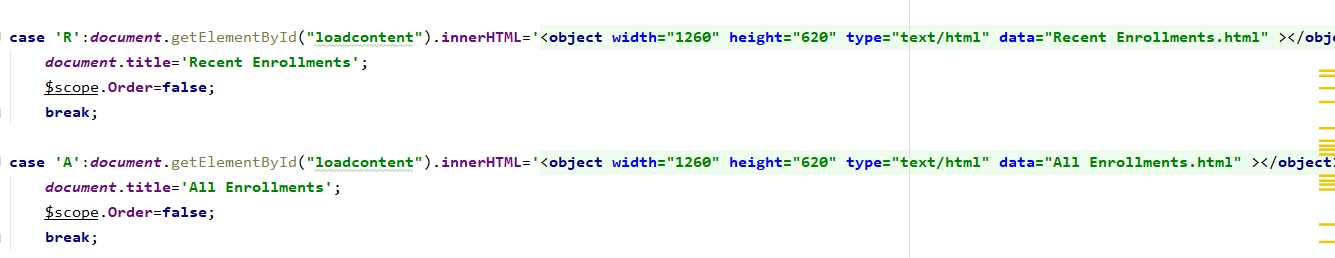 case 'R':document.getElementById("loadcontent").innerHTML='<object width="1260" height="620" type="text/html" data="Recent Enrollments.html" ></obje
document.title='Recent Enrollments';
$scope.Order=false;
break;
case 'A':document.getElementById("loadcontent").innerHTML='<object width="1260" height="620" type="text/html" data="All Enrollments.html" ></object
document.title='All Enrollments';
$scope.Order=false;
break;